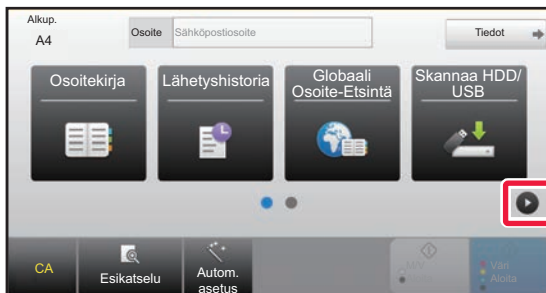 Alkup.
A4
Osoite
Sähköpostiosoite
Tiedot
Osoitekirja
Lähetyshistoria
Globaali
Osoite-Etsintä
Skannaa HDD/
USB
CA
Esikatselu
Autom.
asetus
M/V
Väri
Aloita